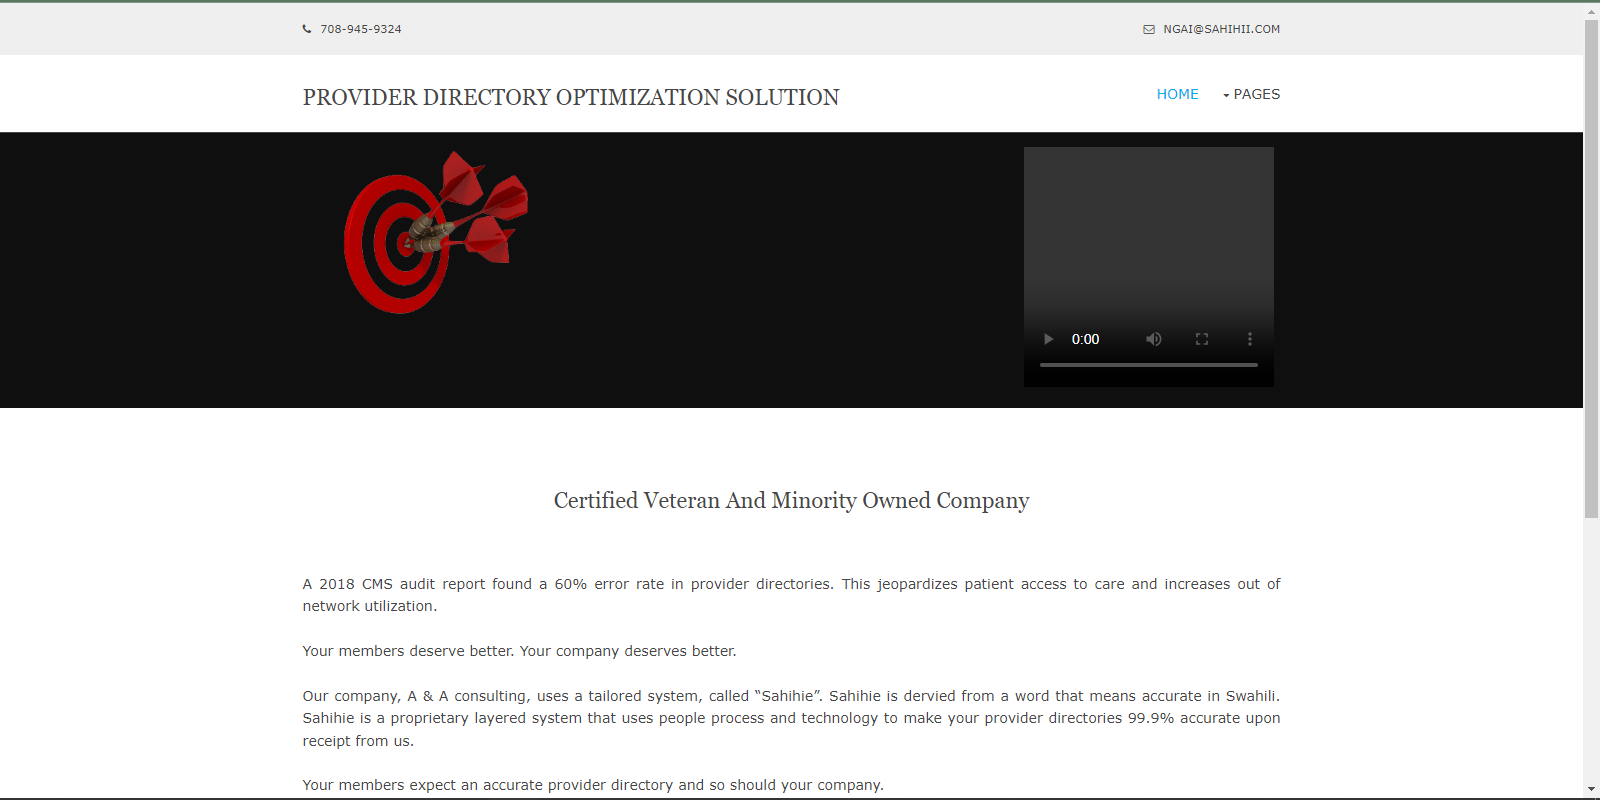 708-945-9324
NGAI@SAHIHII.COM
PROVIDER DIRECTORY OPTIMIZATION SOLUTION
HOME
PAGES
0:00
Certified Veteran And Minority Owned Company
A 2018 CMS audit report found a 60% error rate in provider directories. This jeopardizes patient access to care and increases out of
network utilization.
Your members deserve better. Your company deserves better.
Our company, A & A consulting, uses a tailored system, called “Sahihie”. Sahihie is dervied from a word that means accurate in Swahili.
Sahihie is a proprietary layered system that uses people process and technology to make your provider directories 99.9% accurate upon
receipt from us.
Your members expect an accurate provider directory and so should your company.